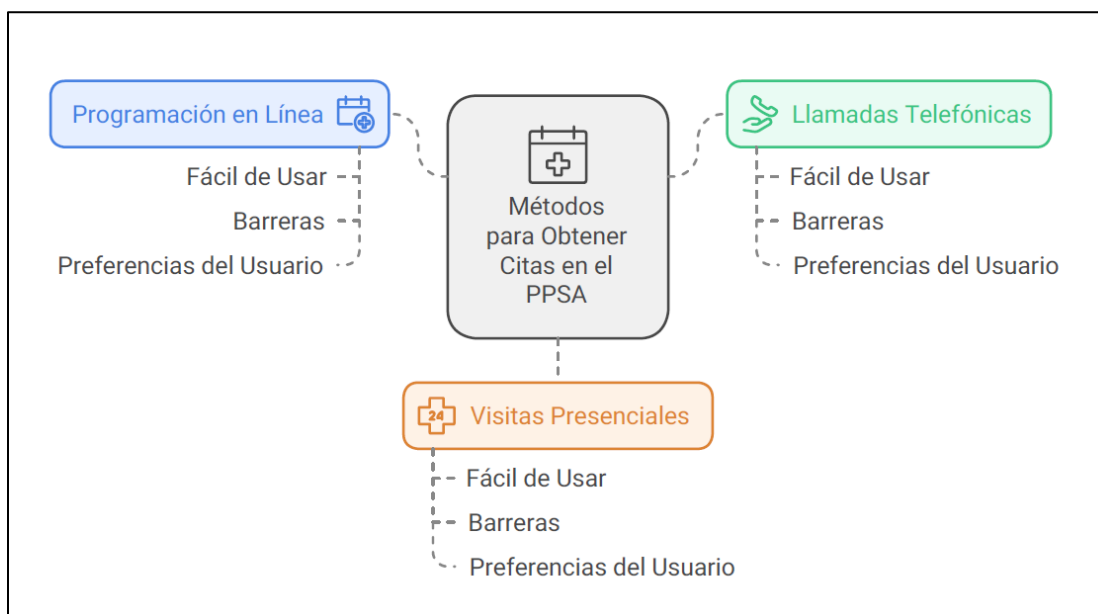 Programación en Línea
Fácil de Usar
Barreras
Preferencias del Usuario
Métodos
para Obtener
Citas en el
PPSA
Llamadas Telefónicas
Fácil de Usar
Barreras
Preferencias del Usuario
24
Visitas Presenciales
Fácil de Usar
Barreras
Preferencias del Usuario